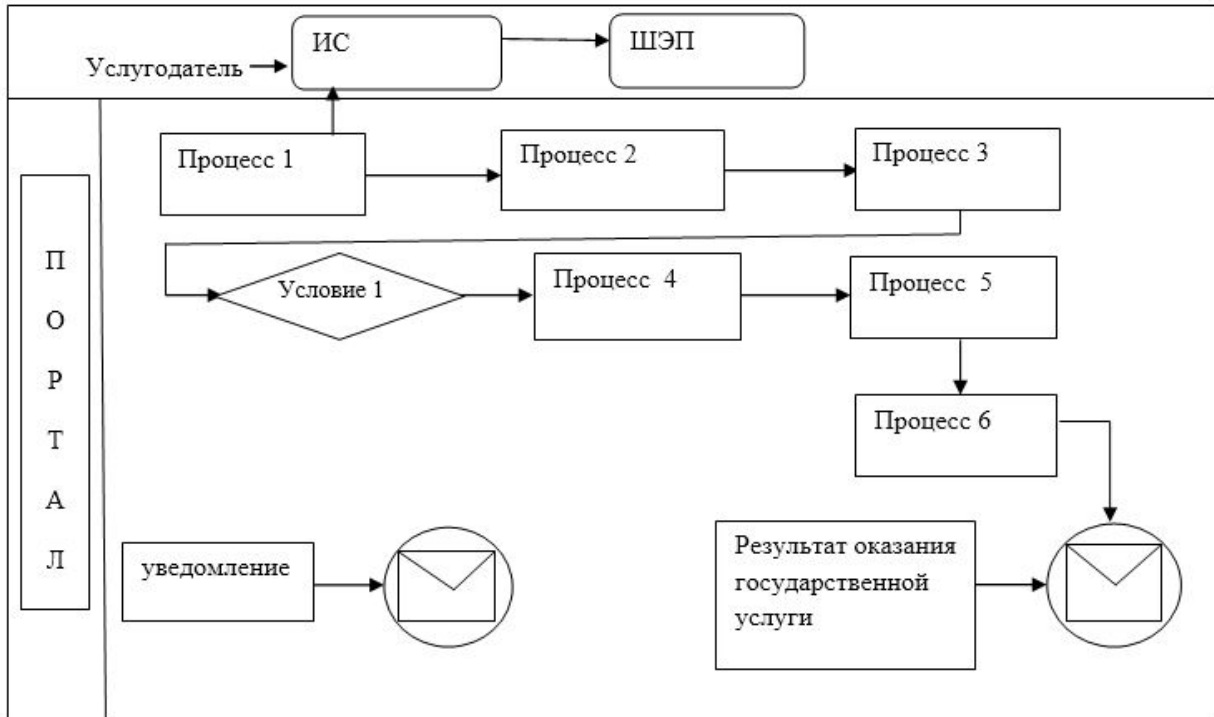 ИС
ШЭП
Услугодатель
П
О
Р
Т
А
Л
Процесс 1
Процесс 2
Процесс 3
Условие 1
Процесс 4
Процесс 5
Процесс 6
уведомление
Результат оказания
государственной
услуги